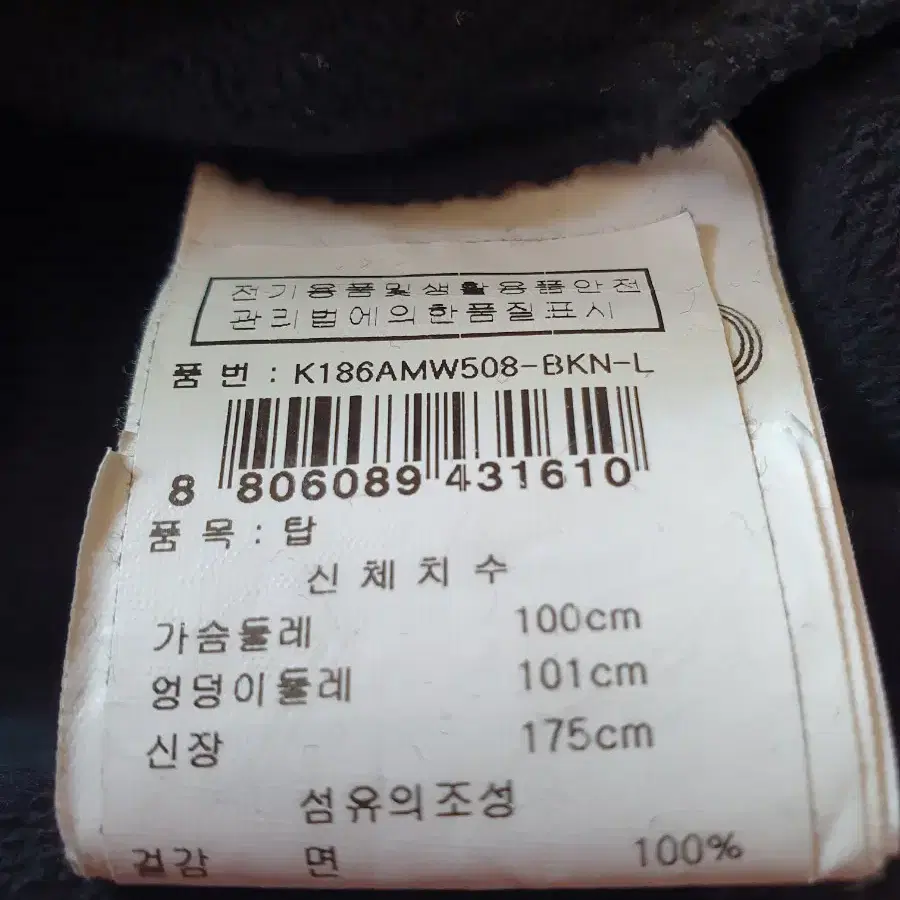 전기용품및생활용품안전
관리법에의한품질표시
품 번 : K186AMW508-BKN-L
8 806089 431610
품 목 : 탑
신 체 치 수
가슴둘레 100cm
엉덩이둘레 101cm
신장 175cm
섬유의조성
겉감 면 100%